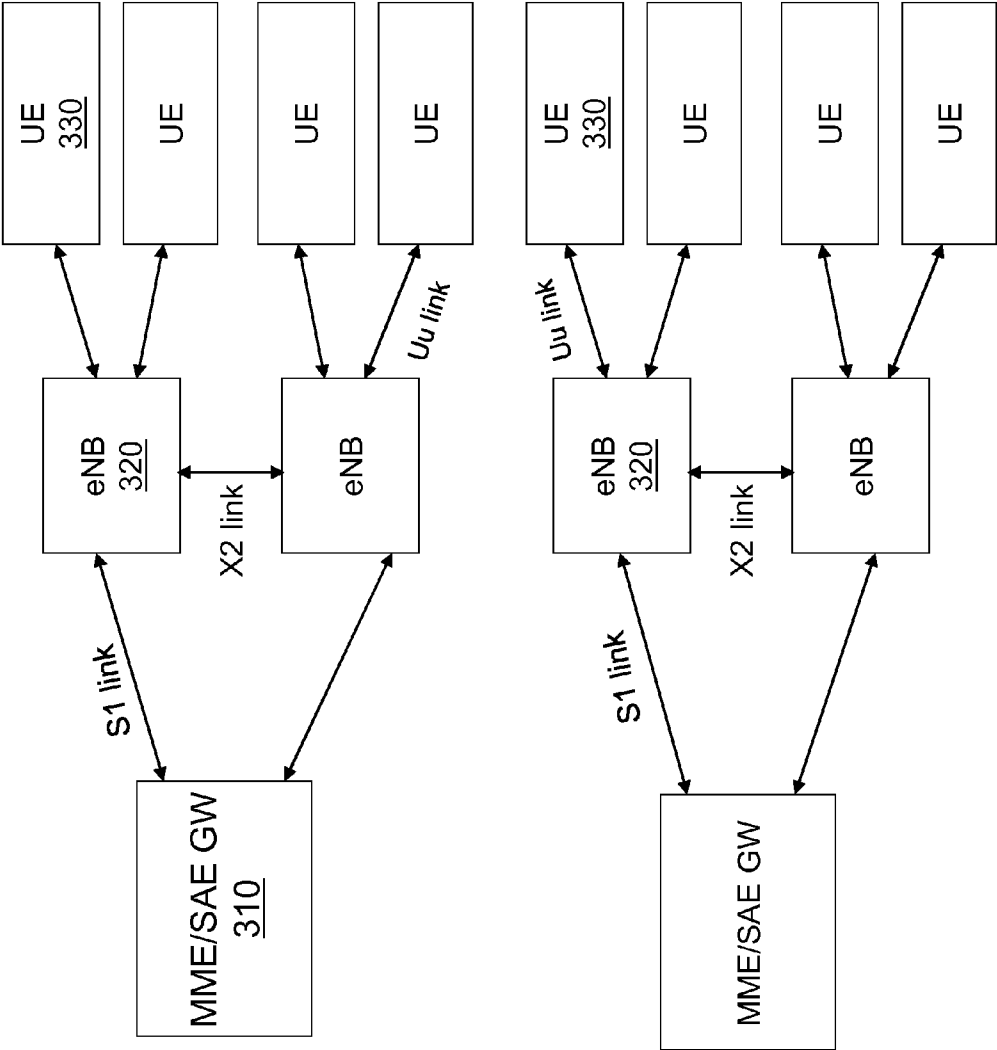 MME/SAE GW
310
S1 link
eNB
320
X2 link
eNB
UE
330
UE
UE
UE
Uu link
MME/SAE GW
S1 link
eNB
320
X2 link
eNB
Uu link
UE
330
UE
UE
UE